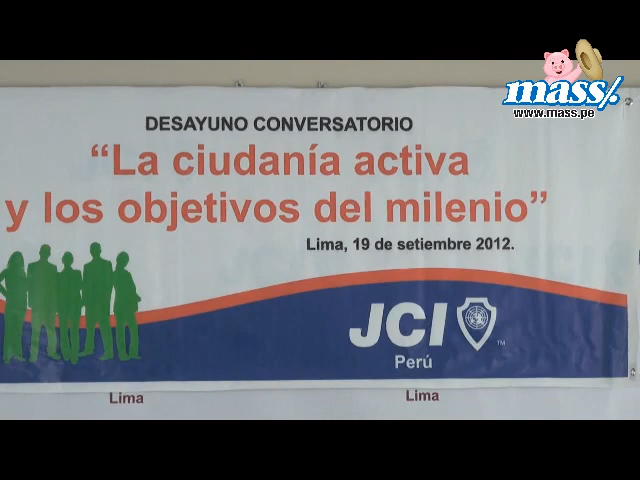 mass%
www.mass.pe
DESAYUNO CONVERSATORIO
“La ciudanía activa
y los objetivos del milenio”
Lima, 19 de setiembre 2012.
JCI
TM
Perú
Lima Lima